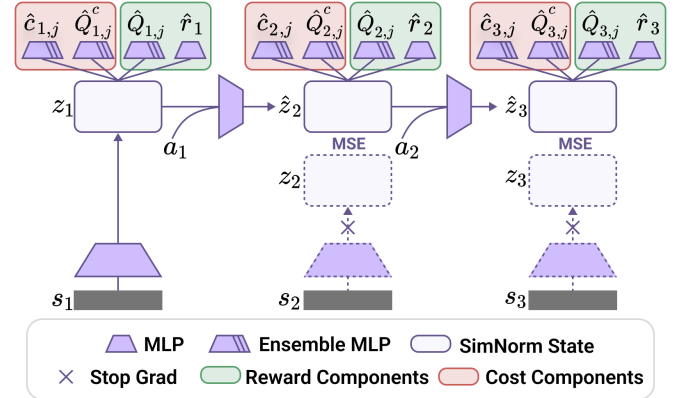 ĉ₁,ⱼ Q̂ᶜ₁,ⱼ Q̂₁,ⱼ r̂₁ ĉ₂,ⱼ Q̂ᶜ₂,ⱼ Q̂₂,ⱼ r̂₂ ĉ₃,ⱼ Q̂ᶜ₃,ⱼ Q̂₃,ⱼ r̂₃
z₁ ẑ₂ ẑ₃
a₁ MSE a₂ MSE
z₂ z₃
s₁ s₂ s₃
MLP Ensemble MLP SimNorm State
Stop Grad Reward Components Cost Components